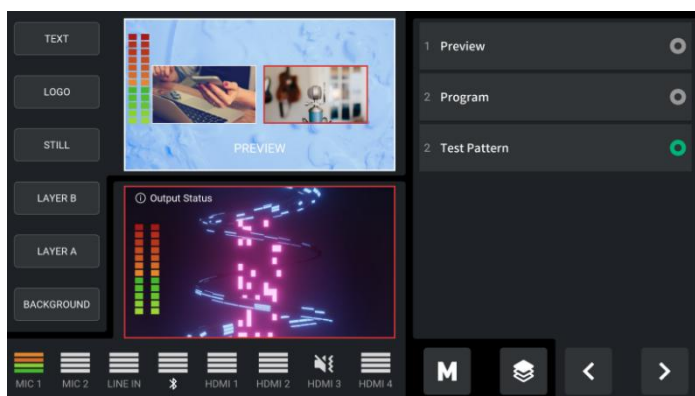 TEXT
LOGO
STILL
LAYER B
LAYER A
BACKGROUND
PREVIEW
Output Status
MIC 1 MIC 2 LINE IN HDMI 1 HDMI 2 HDMI 3 HDMI 4
1 Preview
2 Program
2 Test Pattern
M